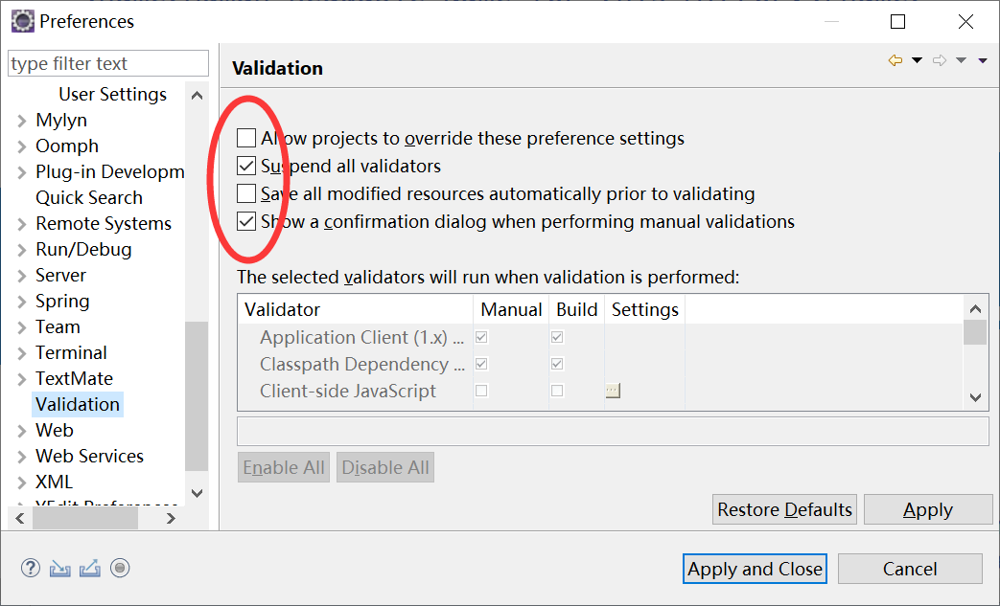 Preferences
type filter text
Validation
User Settings
Mylyn
Oomph
Plug-in Developm
Quick Search
Remote Systems
Run/Debug
Server
Spring
Team
Terminal
TextMate
Validation
Web
Web Services
XML
Allow projects to override these preference settings
Suspend all validators
Save all modified resources automatically prior to validating
Show a confirmation dialog when performing manual validations
The selected validators will run when validation is performed:
Validator Manual Build Settings
Application Client (1.x) ...
Classpath Dependency ...
Client-side JavaScript
Enable All Disable All
Restore Defaults Apply
Apply and Close Cancel